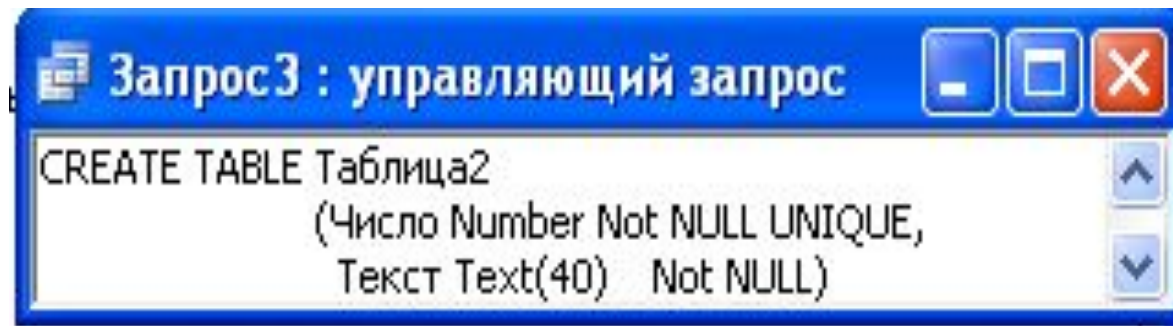 Запрос3 : управляющий запрос
CREATE TABLE Таблица2
(Число Number Not NULL UNIQUE,
Текст Text(40) Not NULL)